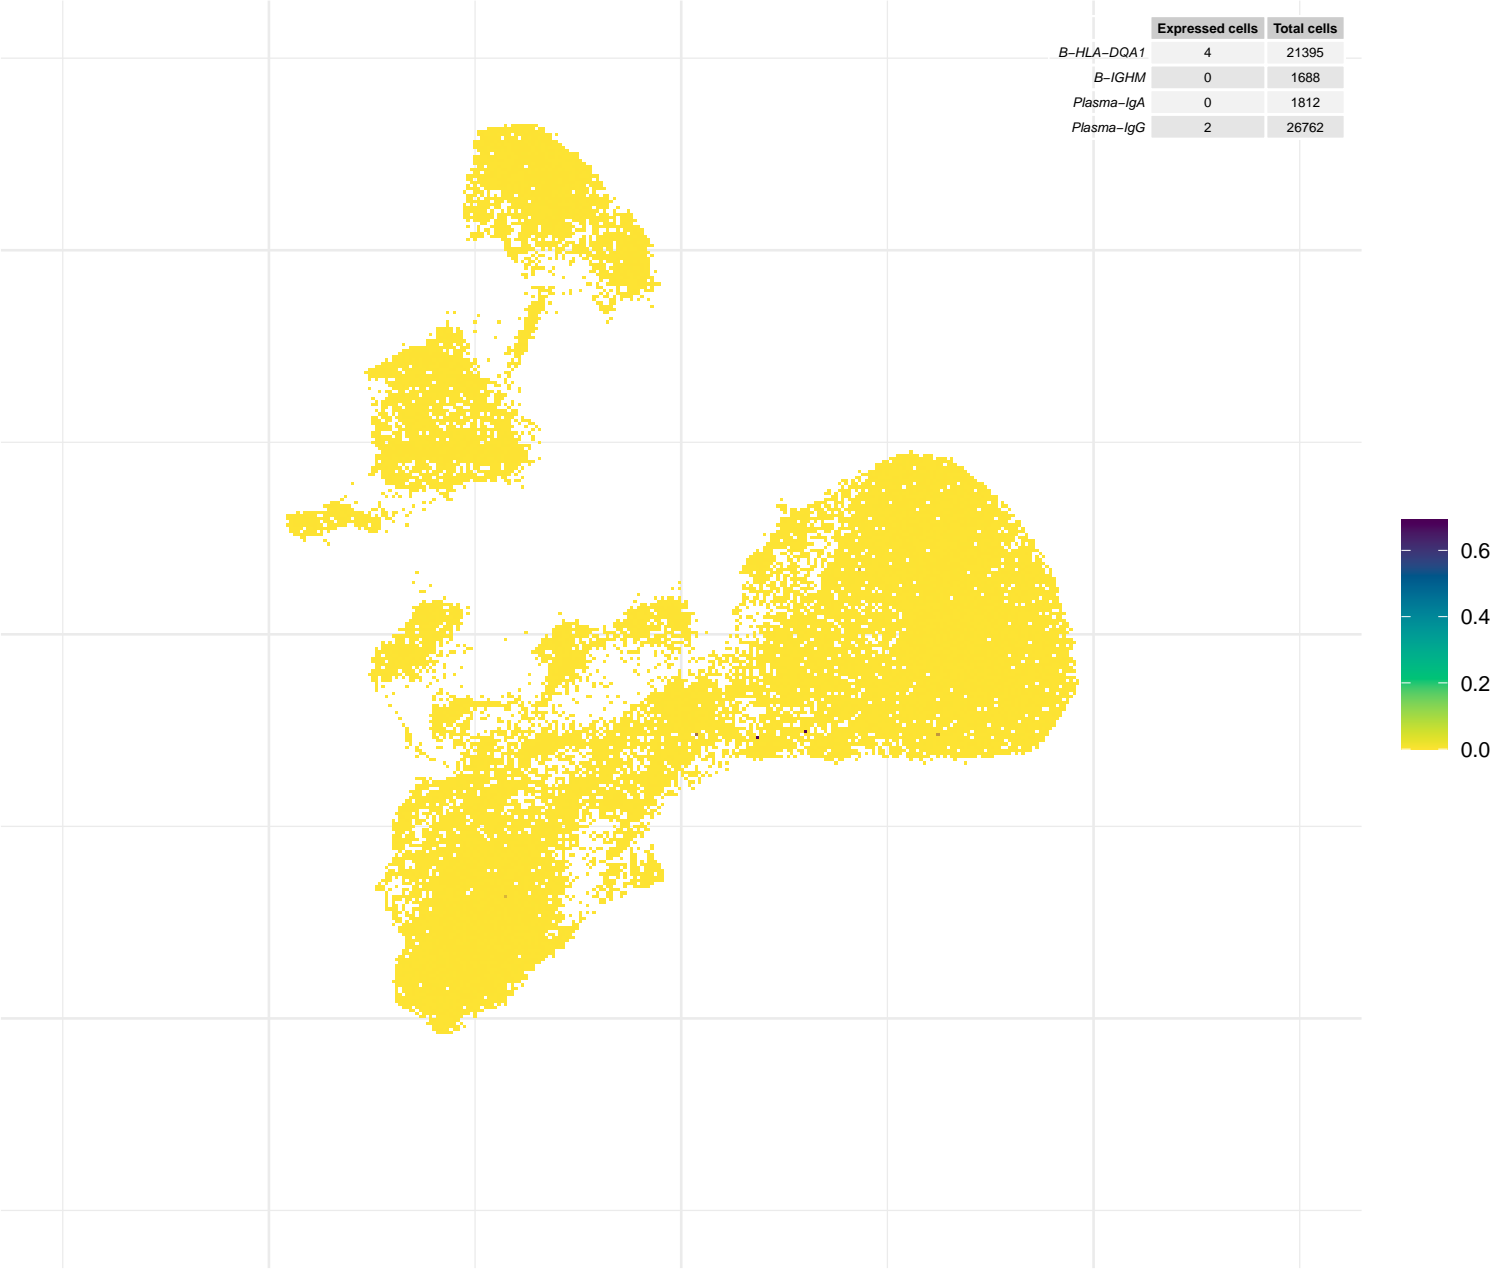 Expressed cells Total cells
B−HLA−DQA1 4 21395
B−IGHM 0 1688
Plasma−IgA 0 1812
Plasma−IgG 2 26762
0.6
0.4
0.2
0.0